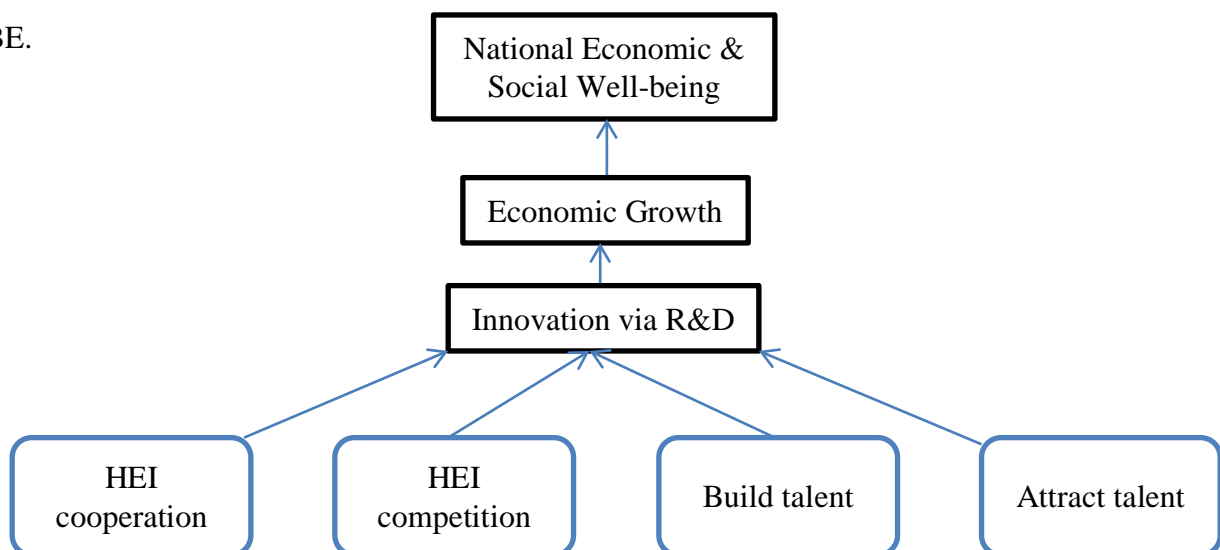 BE.
National Economic &
Social Well-being
Economic Growth
Innovation via R&D
HEI
cooperation
HEI
competition
Build talent
Attract talent